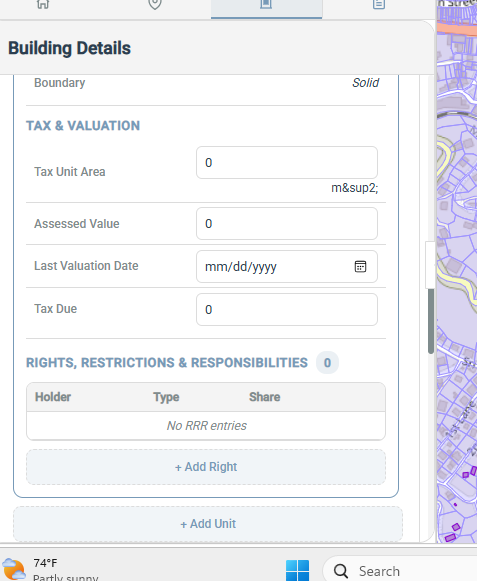 Building Details
Boundary Solid
TAX & VALUATION
Tax Unit Area 0
m&sup2;
Assessed Value 0
Last Valuation Date mm/dd/yyyy
Tax Due 0
RIGHTS, RESTRICTIONS & RESPONSIBILITIES 0
Holder Type Share
No RRR entries
+ Add Right
+ Add Unit
1st Lane
74°F
Partly sunny
Search